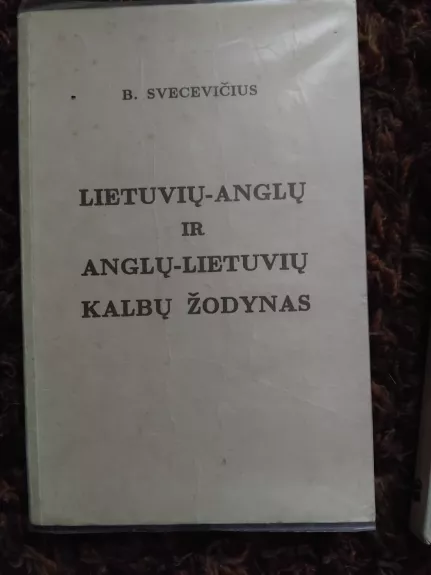 B. SVECEVIČIUS
LIETUVIŲ-ANGLŲ
IR
ANGLŲ-LIETUVIŲ
KALBŲ ŽODYNAS